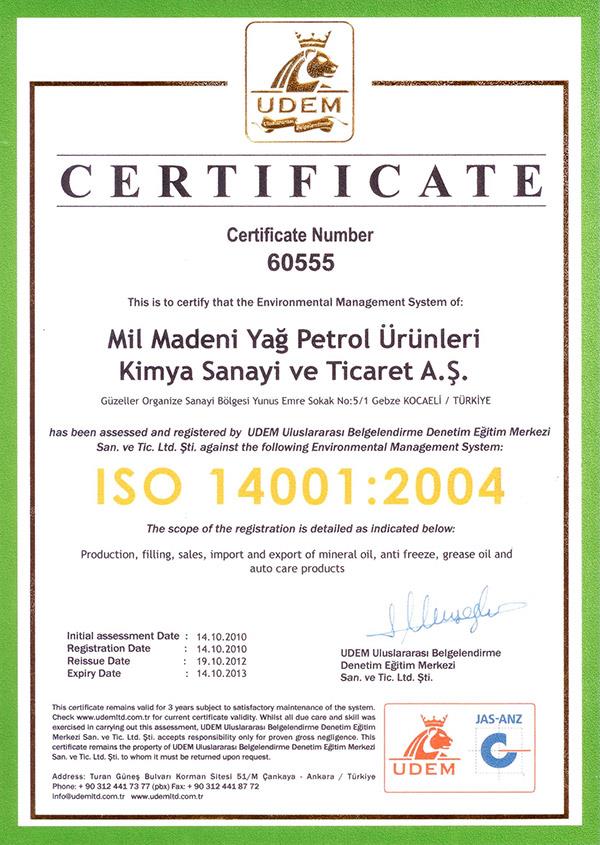 UDEM
Uluslararası Belgelendirme
CERTIFICATE
Certificate Number
60555
This is to certify that the Environmental Management System of:
Mil Madeni Yağ Petrol Ürünleri
Kimya Sanayi ve Ticaret A.Ş.
Güzeller Organize Sanayi Bölgesi Yunus Emre Sokak No:5/1 Gebze KOCAELİ / TÜRKİYE
has been assessed and registered by UDEM Uluslararası Belgelendirme Denetim Eğitim Merkezi
San. ve Tic. Ltd. Şti. against the following Environmental Management System:
ISO 14001:2004
The scope of the registration is detailed as indicated below:
Production, filling, sales, import and export of mineral oil, anti freeze, grease oil and
auto care products
Initial assessment Date : 14.10.2010
Registration Date : 14.10.2010
Reissue Date : 19.10.2012
Expiry Date : 14.10.2013
UDEM Uluslararası Belgelendirme
Denetim Eğitim Merkezi
San. ve Tic. Ltd. Şti.
This certificate remains valid for 3 years subject to satisfactory maintenance of the system.
Check www.udemltd.com.tr for current certificate validity. Whilst all due care and skill was
exercised in carrying out this assessment, UDEM Uluslararası Belgelendirme Denetim Eğitim
Merkezi San. ve Tic. Ltd. Şti. accepts responsibility only for proven gross negligence. This
certificate remains the property of UDEM Uluslararası Belgelendirme Denetim Eğitim Merkezi
San. ve Tic. Ltd. Şti. to whom it must be returned upon request.
Address: Turan Güneş Bulvarı Korman Sitesi 51/M Çankaya - Ankara / Türkiye
Phone: + 90 312 441 73 77 (pbx) Fax: + 90 312 441 87 72
info@udemltd.com.tr www.udemltd.com.tr
UDEM
JAS-ANZ